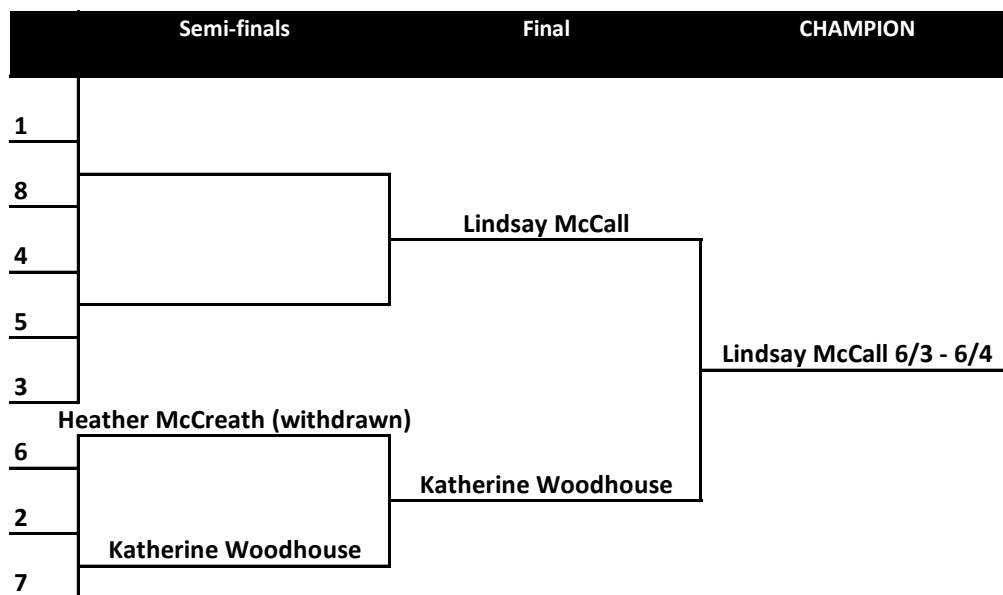 Semi-finals Final CHAMPION
1
8
Lindsay McCall
4
5
Lindsay McCall 6/3 - 6/4
3
Heather McCreath (withdrawn)
6
Katherine Woodhouse
2
Katherine Woodhouse
7